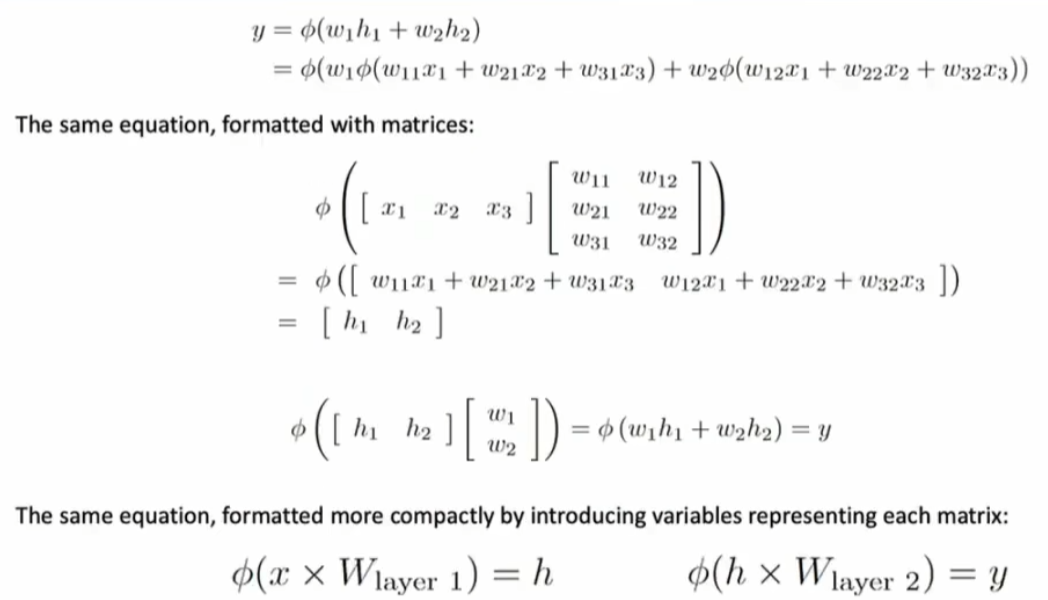 y = ϕ(w₁h₁ + w₂h₂)
= ϕ(w₁ϕ(w₁₁x₁ + w₂₁x₂ + w₃₁x₃) + w₂ϕ(w₁₂x₁ + w₂₂x₂ + w₃₂x₃))
The same equation, formatted with matrices:
ϕ ( [ x₁ x₂ x₃ ] [ w₁₁ w₁₂
w₂₁ w₂₂
w₃₁ w₃₂ ] )
= ϕ ([ w₁₁x₁ + w₂₁x₂ + w₃₁x₃ w₁₂x₁ + w₂₂x₂ + w₃₂x₃ ])
= [ h₁ h₂ ]
ϕ ( [ h₁ h₂ ] [ w₁
w₂ ] ) = ϕ (w₁h₁ + w₂h₂) = y
The same equation, formatted more compactly by introducing variables representing each matrix:
ϕ(x × W_layer 1) = h ϕ(h × W_layer 2) = y